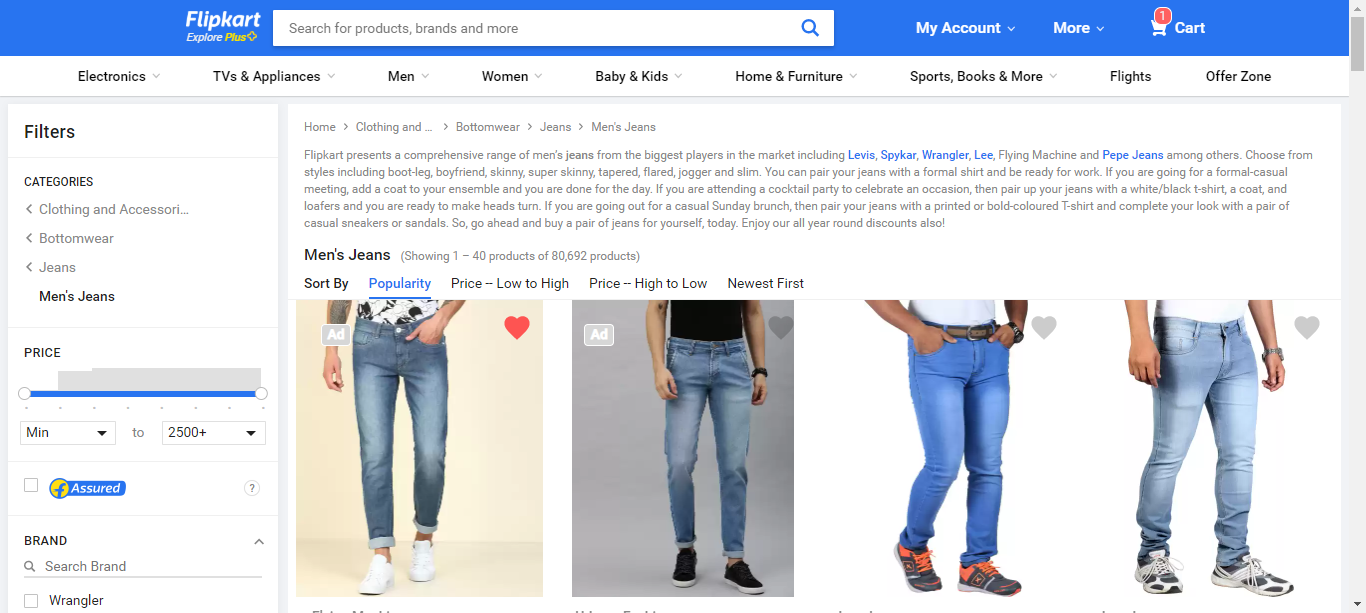 Flipkart
Explore Plus
Search for products, brands and more
My Account
More
1
Cart
Electronics
TVs & Appliances
Men
Women
Baby & Kids
Home & Furniture
Sports, Books & More
Flights
Offer Zone
Filters
CATEGORIES
Clothing and Accessori...
Bottomwear
Jeans
Men's Jeans
PRICE
Min
to
2500+
Assured
?
BRAND
Search Brand
Wrangler
Home > Clothing and ... > Bottomwear > Jeans > Men's Jeans
Flipkart presents a comprehensive range of men's jeans from the biggest players in the market including Levis, Spykar, Wrangler, Lee, Flying Machine and Pepe Jeans among others. Choose from
styles including boot-leg, boyfriend, skinny, super skinny, tapered, flared, jogger and slim. You can pair your jeans with a formal shirt and be ready for work. If you are going for a formal-casual
meeting, add a coat to your ensemble and you are done for the day. If you are attending a cocktail party to celebrate an occasion, then pair up your jeans with a white/black t-shirt, a coat, and
loafers and you are ready to make heads turn. If you are going out for a casual Sunday brunch, then pair your jeans with a printed or bold-coloured T-shirt and complete your look with a pair of
casual sneakers or sandals. So, go ahead and buy a pair of jeans for yourself, today. Enjoy our all year round discounts also!
Men's Jeans (Showing 1 – 40 products of 80,692 products)
Sort By
Popularity
Price -- Low to High
Price -- High to Low
Newest First
Ad
Ad